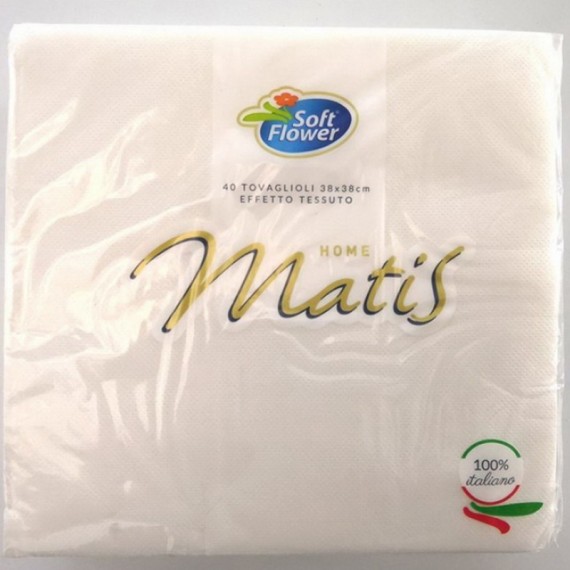 Soft
Flower
40 TOVAGLIOLI 38x38cm
EFFETTO TESSUTO
HOME
Matis
100%
italiano